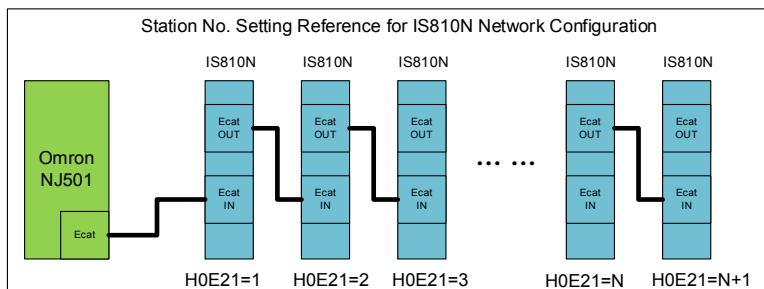 Station No. Setting Reference for IS810N Network Configuration
IS810N IS810N IS810N IS810N IS810N
Omron
NJ501
Ecat
Ecat
OUT
Ecat
IN
Ecat
OUT
Ecat
IN
Ecat
OUT
Ecat
IN
... ...
Ecat
OUT
Ecat
IN
Ecat
OUT
Ecat
IN
H0E21=1 H0E21=2 H0E21=3 H0E21=N H0E21=N+1